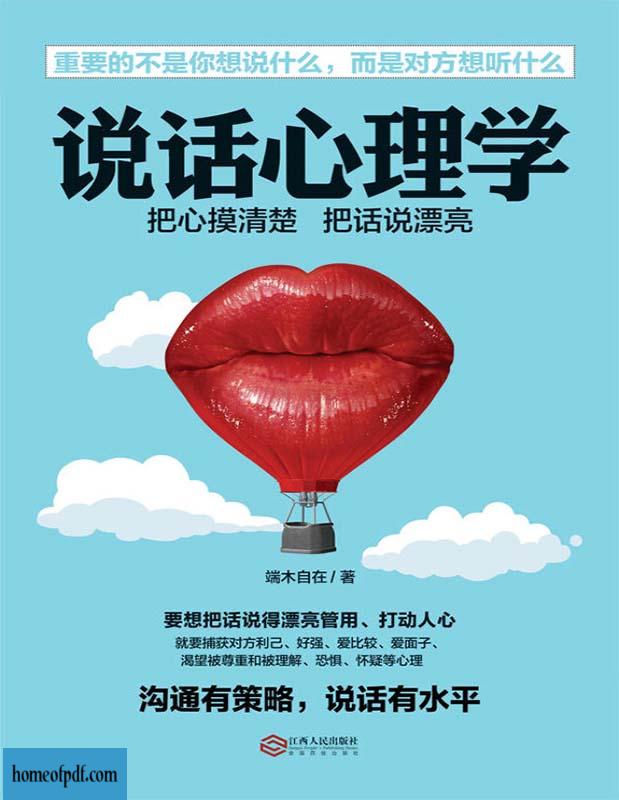 重要的不是你想说什么，而是对方想听什么
说话心理学
把心摸清楚 把话说漂亮
端木自在/著
要想把话说得漂亮管用、打动人心
就要捕获对方利己、好强、爱比较、爱面子、
渴望被尊重和被理解、恐惧、怀疑等心理
沟通有策略，说话有水平
江西人民出版社
homeofpdf.com